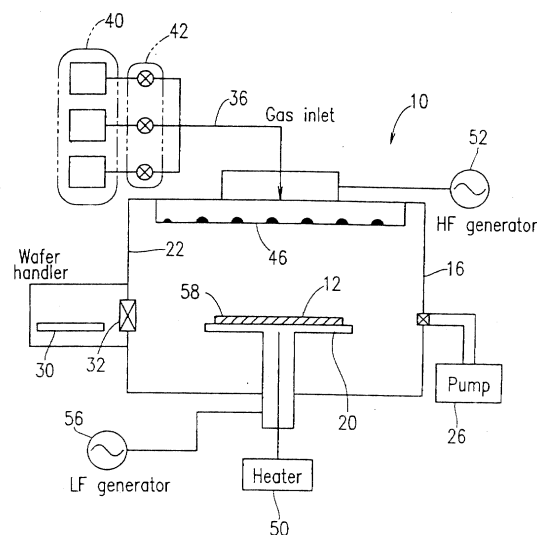 40
42
36
Gas inlet
10
52
HF generator
Wafer
handler
22
46
16
58
12
30
32
20
Pump
26
56
LF generator
Heater
50